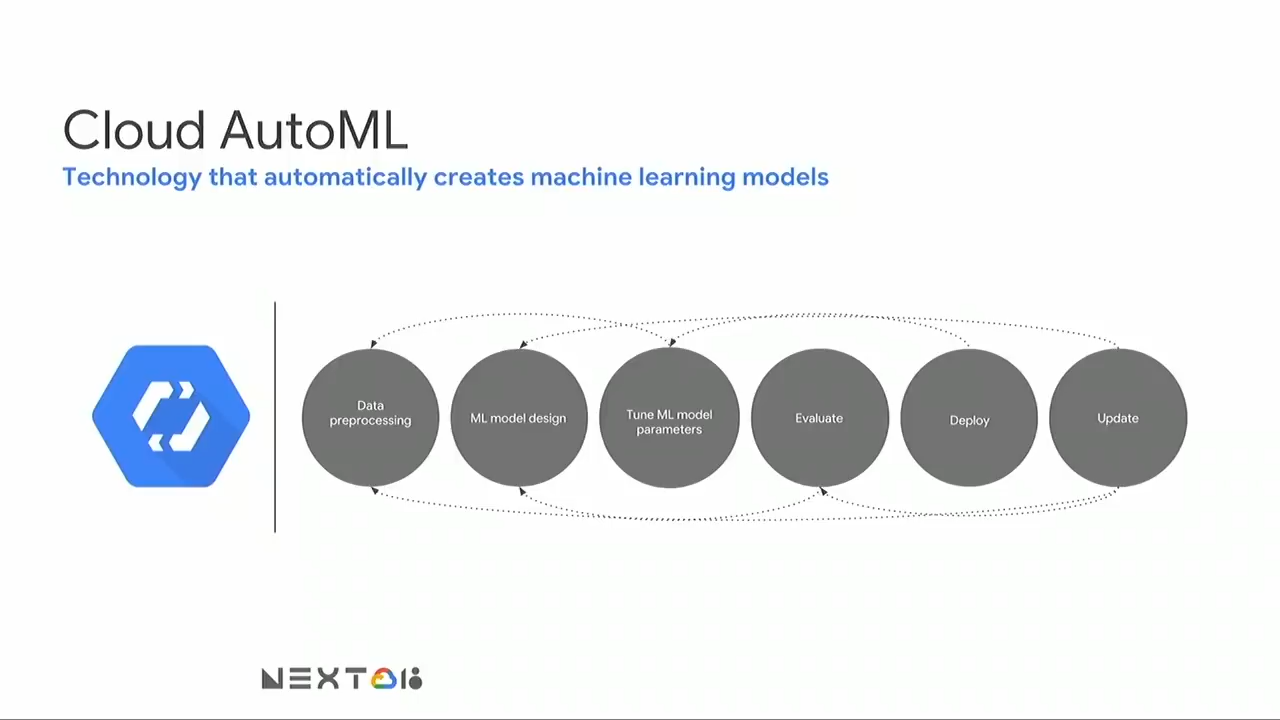 Cloud AutoML
Technology that automatically creates machine learning models
Data
preprocessing
ML model design
Tune ML model
parameters
Evaluate
Deploy
Update
NEXT 18